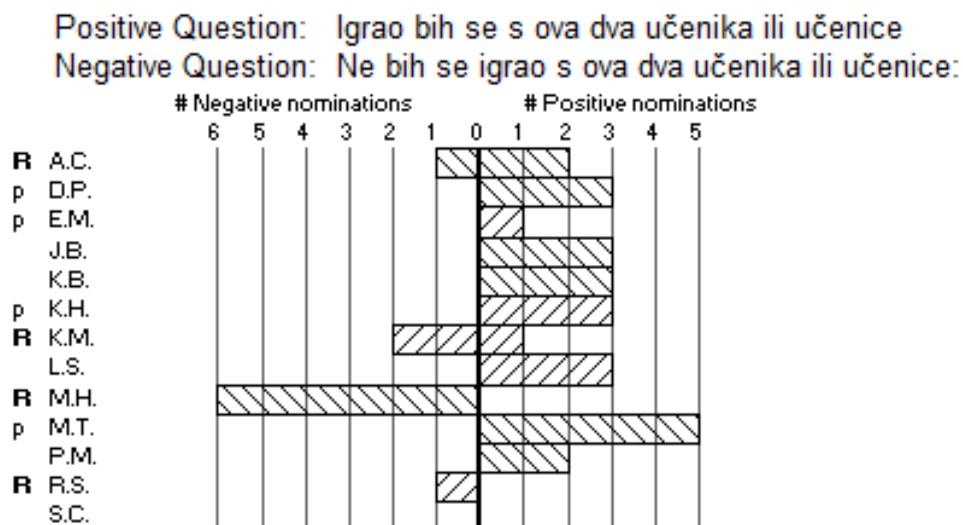 Positive Question: Igrao bih se s ova dva učenika ili učenice
Negative Question: Ne bih se igrao s ova dva učenika ili učenice:
# Negative nominations # Positive nominations
6 5 4 3 2 1 0 1 2 3 4 5
R A.C.
p D.P.
p E.M.
J.B.
K.B.
p K.H.
R K.M.
L.S.
R M.H.
p M.T.
P.M.
R R.S.
S.C.